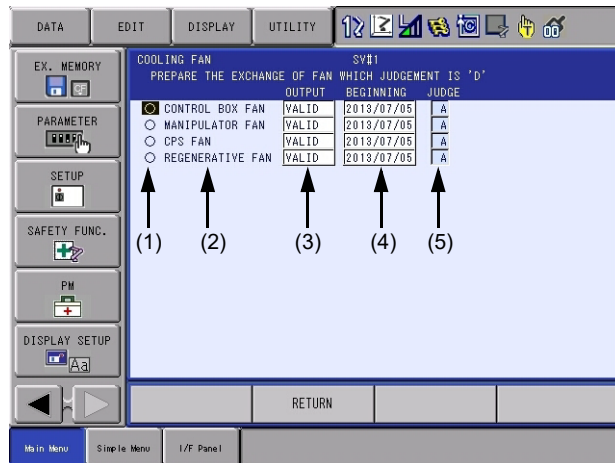 DATA EDIT DISPLAY UTILITY
EX. MEMORY
PARAMETER
SETUP
SAFETY FUNC.
PM
DISPLAY SETUP
COOLING FAN SV#1
PREPARE THE EXCHANGE OF FAN WHICH JUDGEMENT IS 'D'
OUTPUT BEGINNING JUDGE
CONTROL BOX FAN VALID 2013/07/05 A
MANIPULATOR FAN VALID 2013/07/05 A
CPS FAN VALID 2013/07/05 A
REGENERATIVE FAN VALID 2013/07/05 A
(1) (2) (3) (4) (5)
RETURN
Main Menu Simple Menu I/F Panel